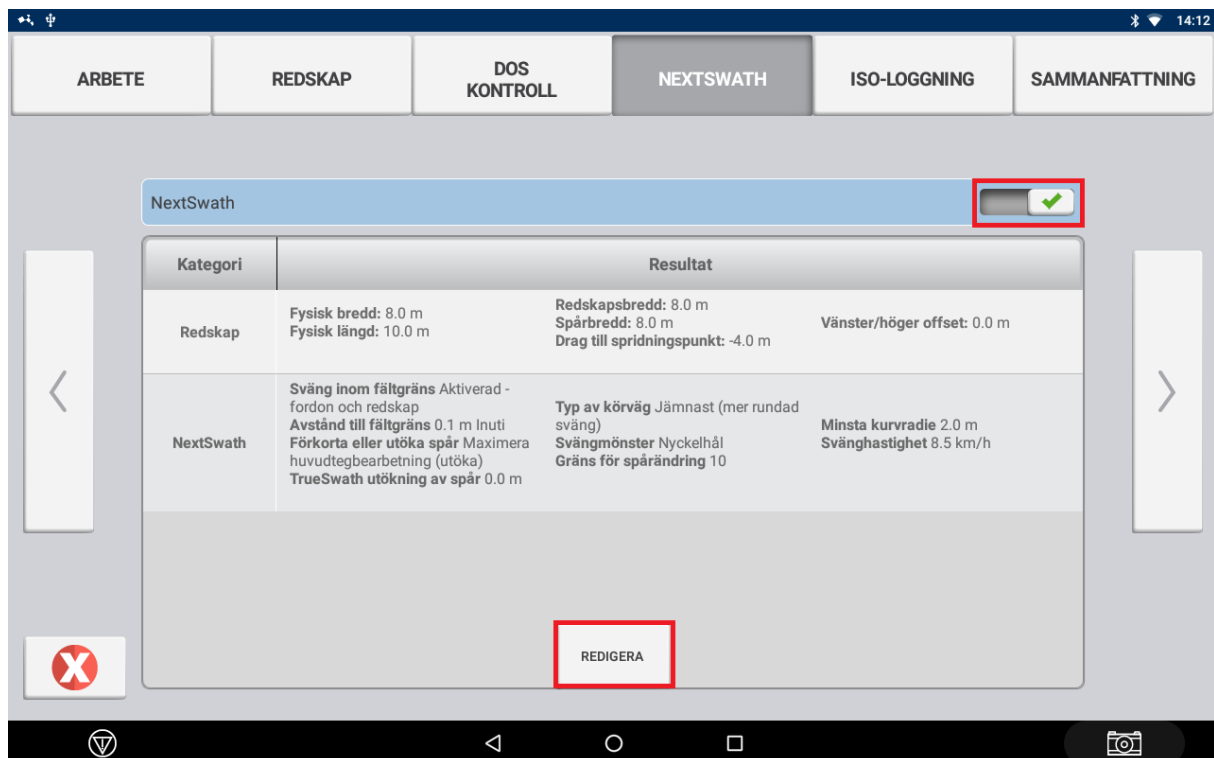 14:12
ARBETE
REDSKAP
DOS
KONTROLL
NEXTSWATH
ISO-LOGGNING
SAMMANFATTNING
NextSwath
Kategori
Resultat
Redskap
Fysisk bredd: 8.0 m
Fysisk längd: 10.0 m
Redskapsbredd: 8.0 m
Spårbredd: 8.0 m
Drag till spridningspunkt: -4.0 m
Vänster/höger offset: 0.0 m
NextSwath
Sväng inom fältgräns Aktiverad -
fordon och redskap
Avstånd till fältgräns 0.1 m Inuti
Förkorta eller utöka spår Maximera
huvudtegbearbetning (utöka)
TrueSwath utökning av spår 0.0 m
Typ av körväg Jämnast (mer rundad
sväng)
Svängmönster Nyckelhål
Gräns för spårändring 10
Minsta kurvradie 2.0 m
Svänghastighet 8.5 km/h
REDIGERA